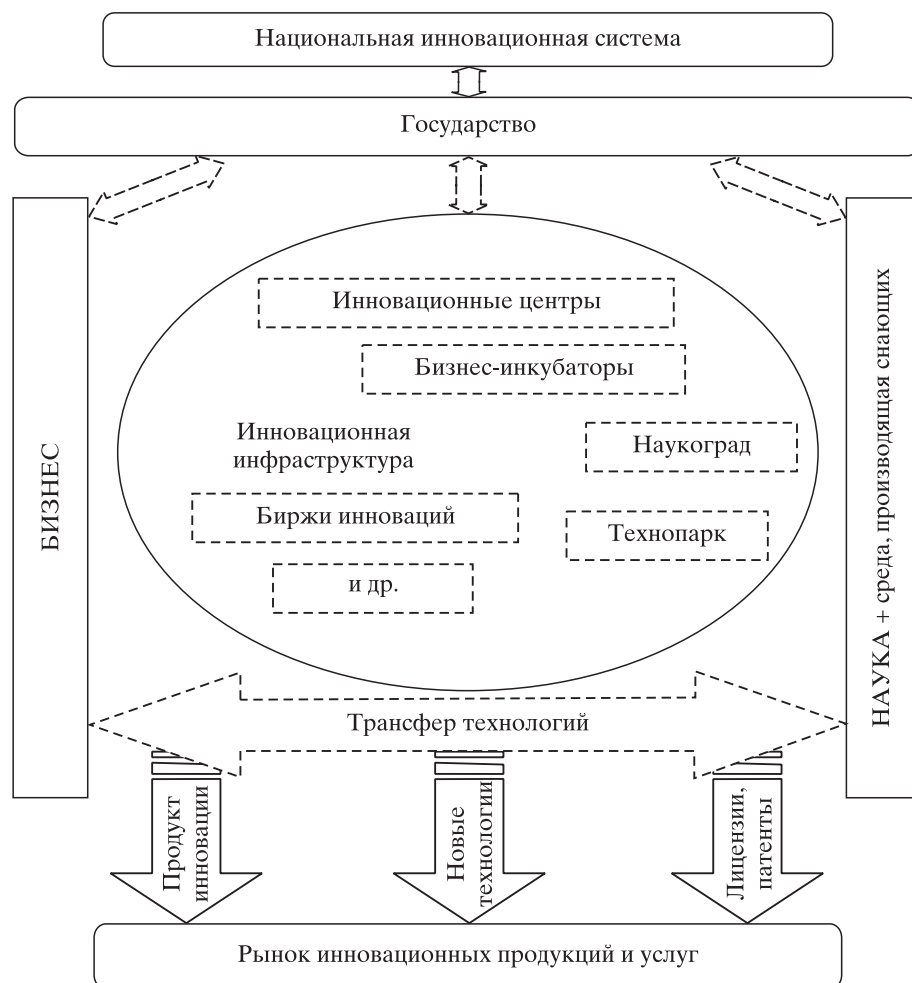 Национальная инновационная система
Государство
БИЗНЕС
Инновационные центры
Бизнес-инкубаторы
Инновационная
инфраструктура
Наукоград
Биржи инноваций
Технопарк
и др.
НАУКА + среда, производящая снающих
Трансфер технологий
Продукт
инновации
Новые
технологии
Лицензии,
патенты
Рынок инновационных продукций и услуг